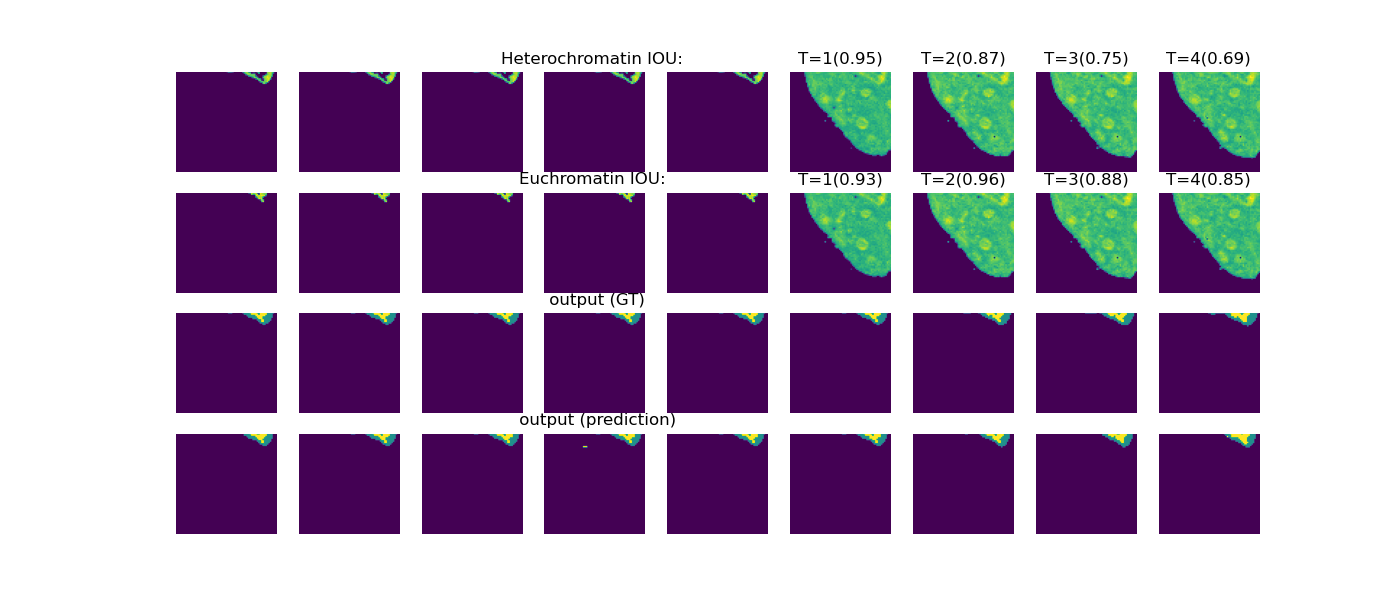 Heterochromatin IOU: T=1(0.95) T=2(0.87) T=3(0.75) T=4(0.69)
Euchromatin IOU: T=1(0.93) T=2(0.96) T=3(0.88) T=4(0.85)
output (GT)
output (prediction)